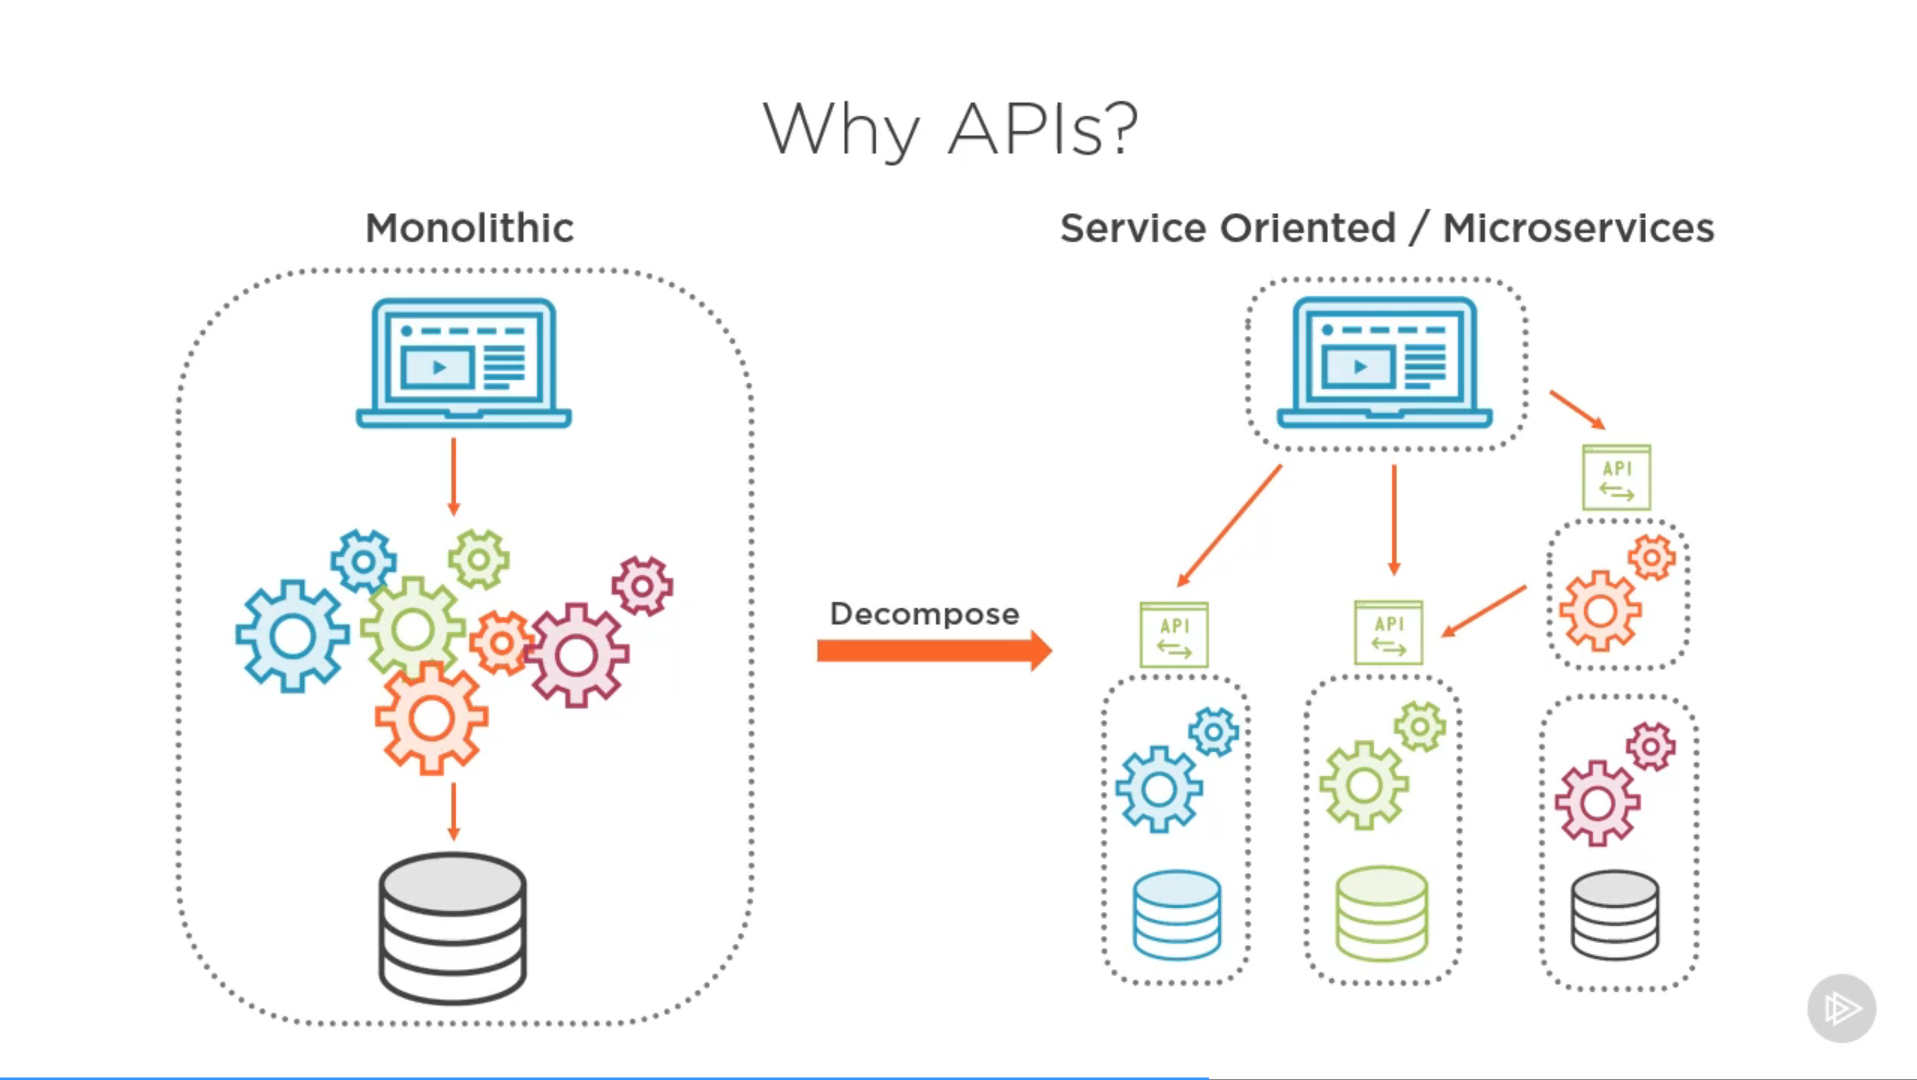 Why APIs?
Monolithic
Service Oriented / Microservices
API
Decompose
API
API